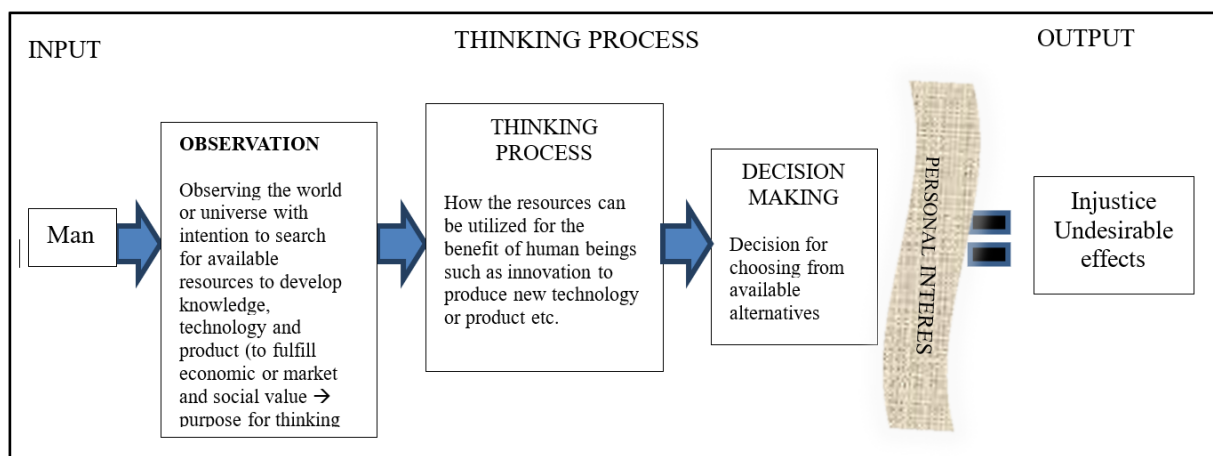 INPUT
THINKING PROCESS
OUTPUT
Man
OBSERVATION
Observing the world
or universe with
intention to search
for available
resources to develop
knowledge,
technology and
product (to fulfill
economic or market
and social value →
purpose for thinking
THINKING
PROCESS
How the resources can
be utilized for the
benefit of human beings
such as innovation to
produce new technology
or product etc.
DECISION
MAKING
Decision for
choosing from
available
alternatives
PERSONAL INTERES
Injustice
Undesirable
effects